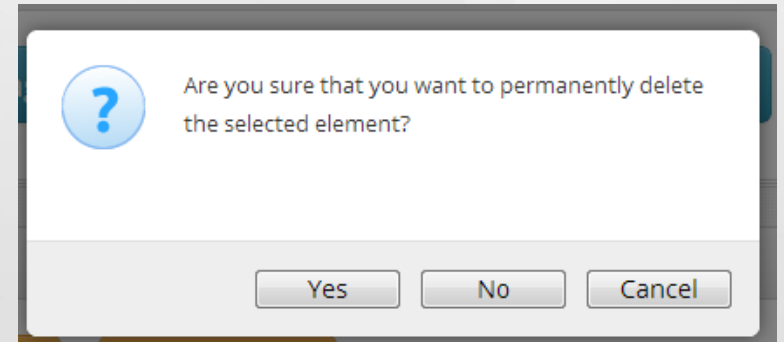 Are you sure that you want to permanently delete
the selected element?
Yes No Cancel